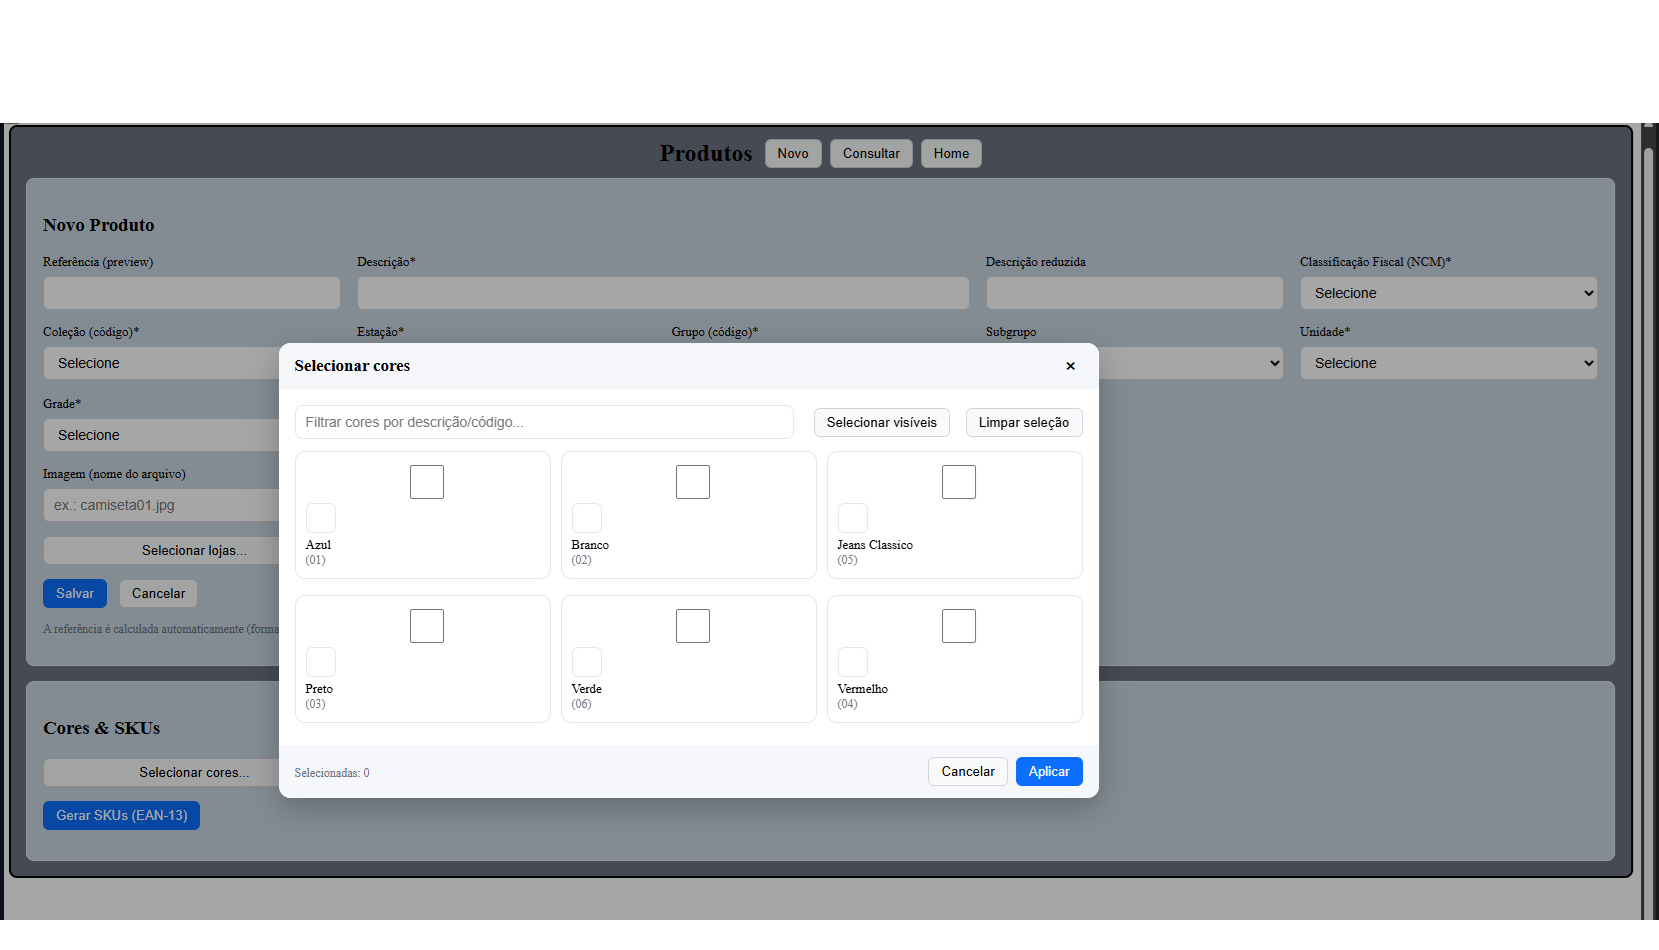 Produtos Novo Consultar Home
Novo Produto
Referência (preview) Descrição* Descrição reduzida Classificação Fiscal (NCM)*
Selecione
Coleção (código)* Estação* Grupo (código)* Subgrupo Unidade*
Selecione Selecione
Grade*
Selecione
Imagem (nome do arquivo)
ex.: camiseta01.jpg
Selecionar lojas...
Salvar Cancelar
A referência é calculada automaticamente
Selecionar cores ×
Filtrar cores por descrição/código... Selecionar visíveis Limpar seleção
Azul Branco Jeans Classico
(01) (02) (05)
Preto Verde Vermelho
(03) (06) (04)
Selecionadas: 0 Cancelar Aplicar
Cores & SKUs
Selecionar cores...
Gerar SKUs (EAN-13)